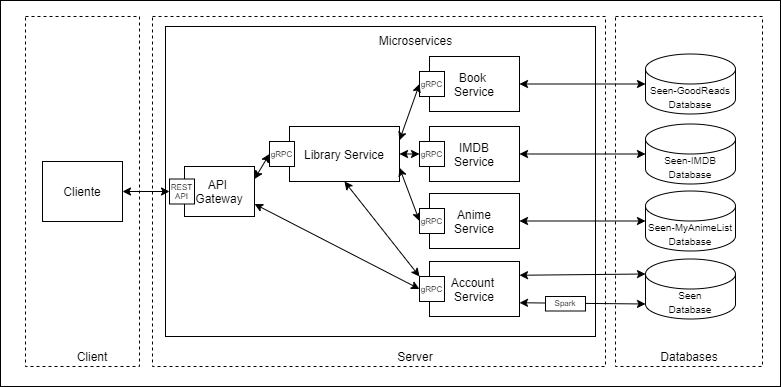 Microservices
Book
Service
gRPC
Seen-GoodReads
Database
Library Service
gRPC
IMDB
Service
gRPC
Seen-IMDB
Database
Cliente
REST
API
API
Gateway
Anime
Service
gRPC
Seen-MyAnimeList
Database
Account
Service
gRPC
Spark
Seen
Database
Client
Server
Databases